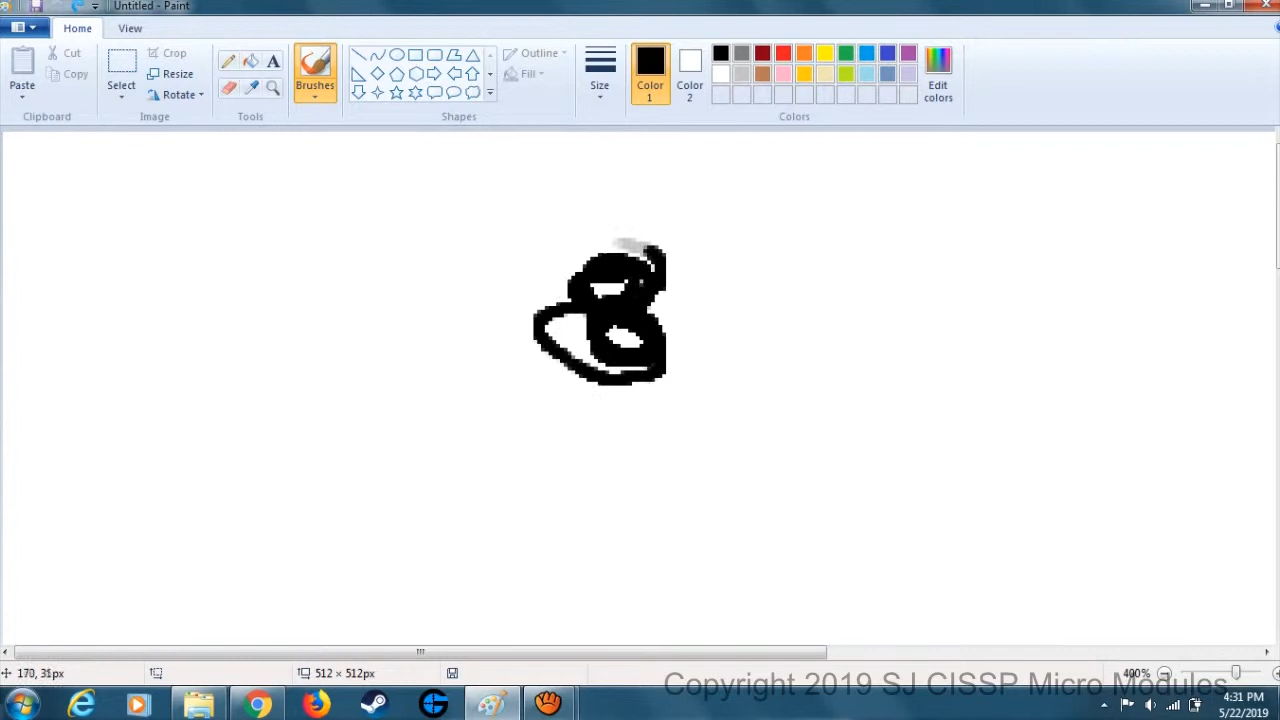 Untitled - Paint
Home View
Cut
Copy
Paste
Clipboard
Select
Crop
Resize
Rotate
Image
Tools
Brushes
Shapes
Outline
Fill
Size
Color 1
Color 2
Edit colors
Colors
170, 31px
512 × 512px
400%
Copyright 2019 SJ CISSP Micro Modules
4:31 PM
5/22/2019